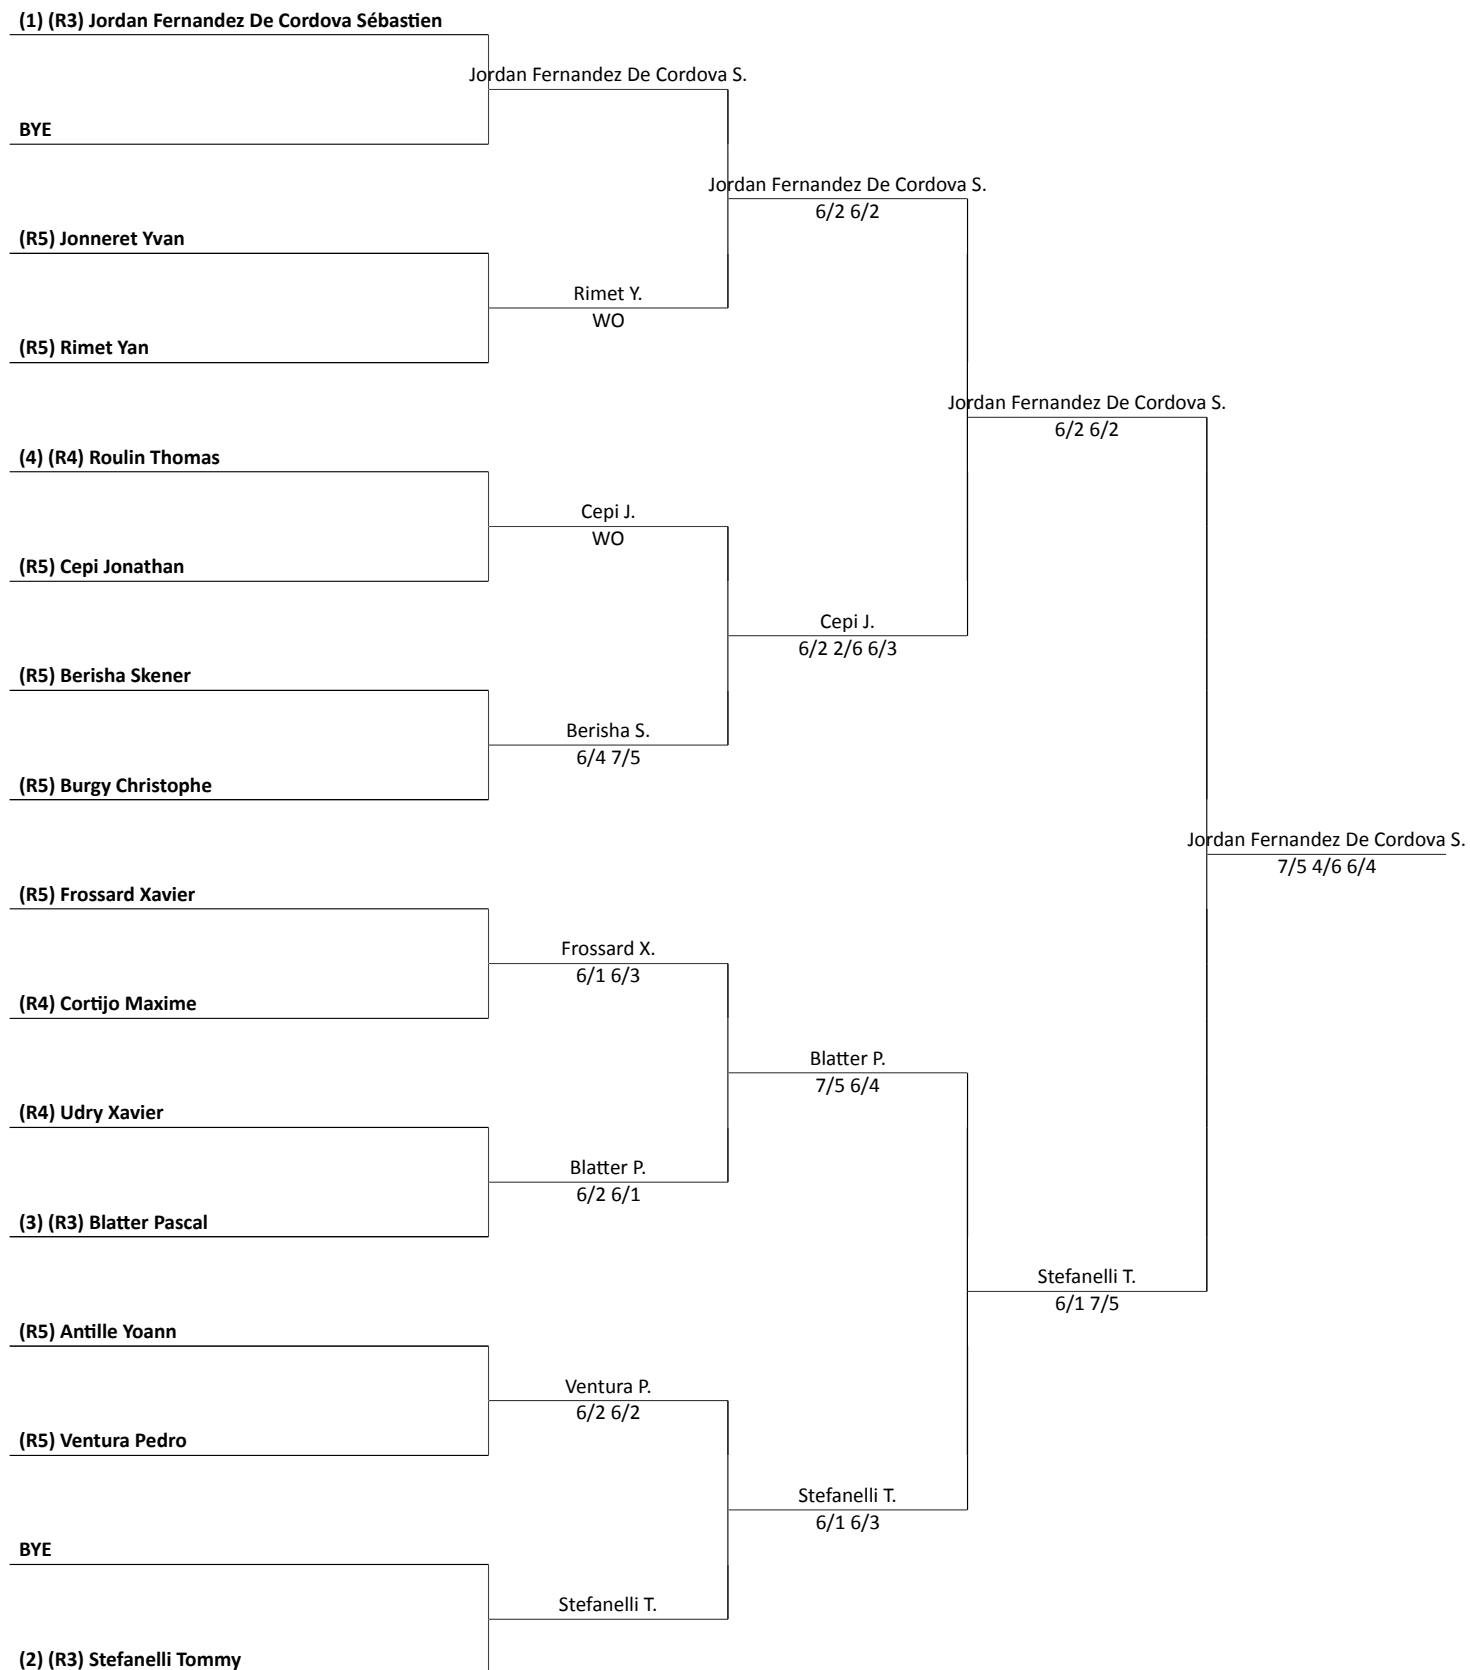 (1) (R3) Jordan Fernandez De Cordova Sébastien
Jordan Fernandez De Cordova S.
BYE
Jordan Fernandez De Cordova S.
6/2 6/2
(R5) Jonneret Yvan
Rimet Y.
WO
(R5) Rimet Yan
Jordan Fernandez De Cordova S.
6/2 6/2
(4) (R4) Roulin Thomas
Cepi J.
WO
(R5) Cepi Jonathan
Cepi J.
6/2 2/6 6/3
(R5) Berisha Skener
Berisha S.
6/4 7/5
(R5) Burgy Christophe
Jordan Fernandez De Cordova S.
7/5 4/6 6/4
(R5) Frossard Xavier
Frossard X.
6/1 6/3
(R4) Cortijo Maxime
Blatter P.
7/5 6/4
(R4) Udry Xavier
Blatter P.
6/2 6/1
(3) (R3) Blatter Pascal
Stefanelli T.
6/1 7/5
(R5) Antille Yoann
Ventura P.
6/2 6/2
(R5) Ventura Pedro
Stefanelli T.
6/1 6/3
BYE
Stefanelli T.
(2) (R3) Stefanelli Tommy